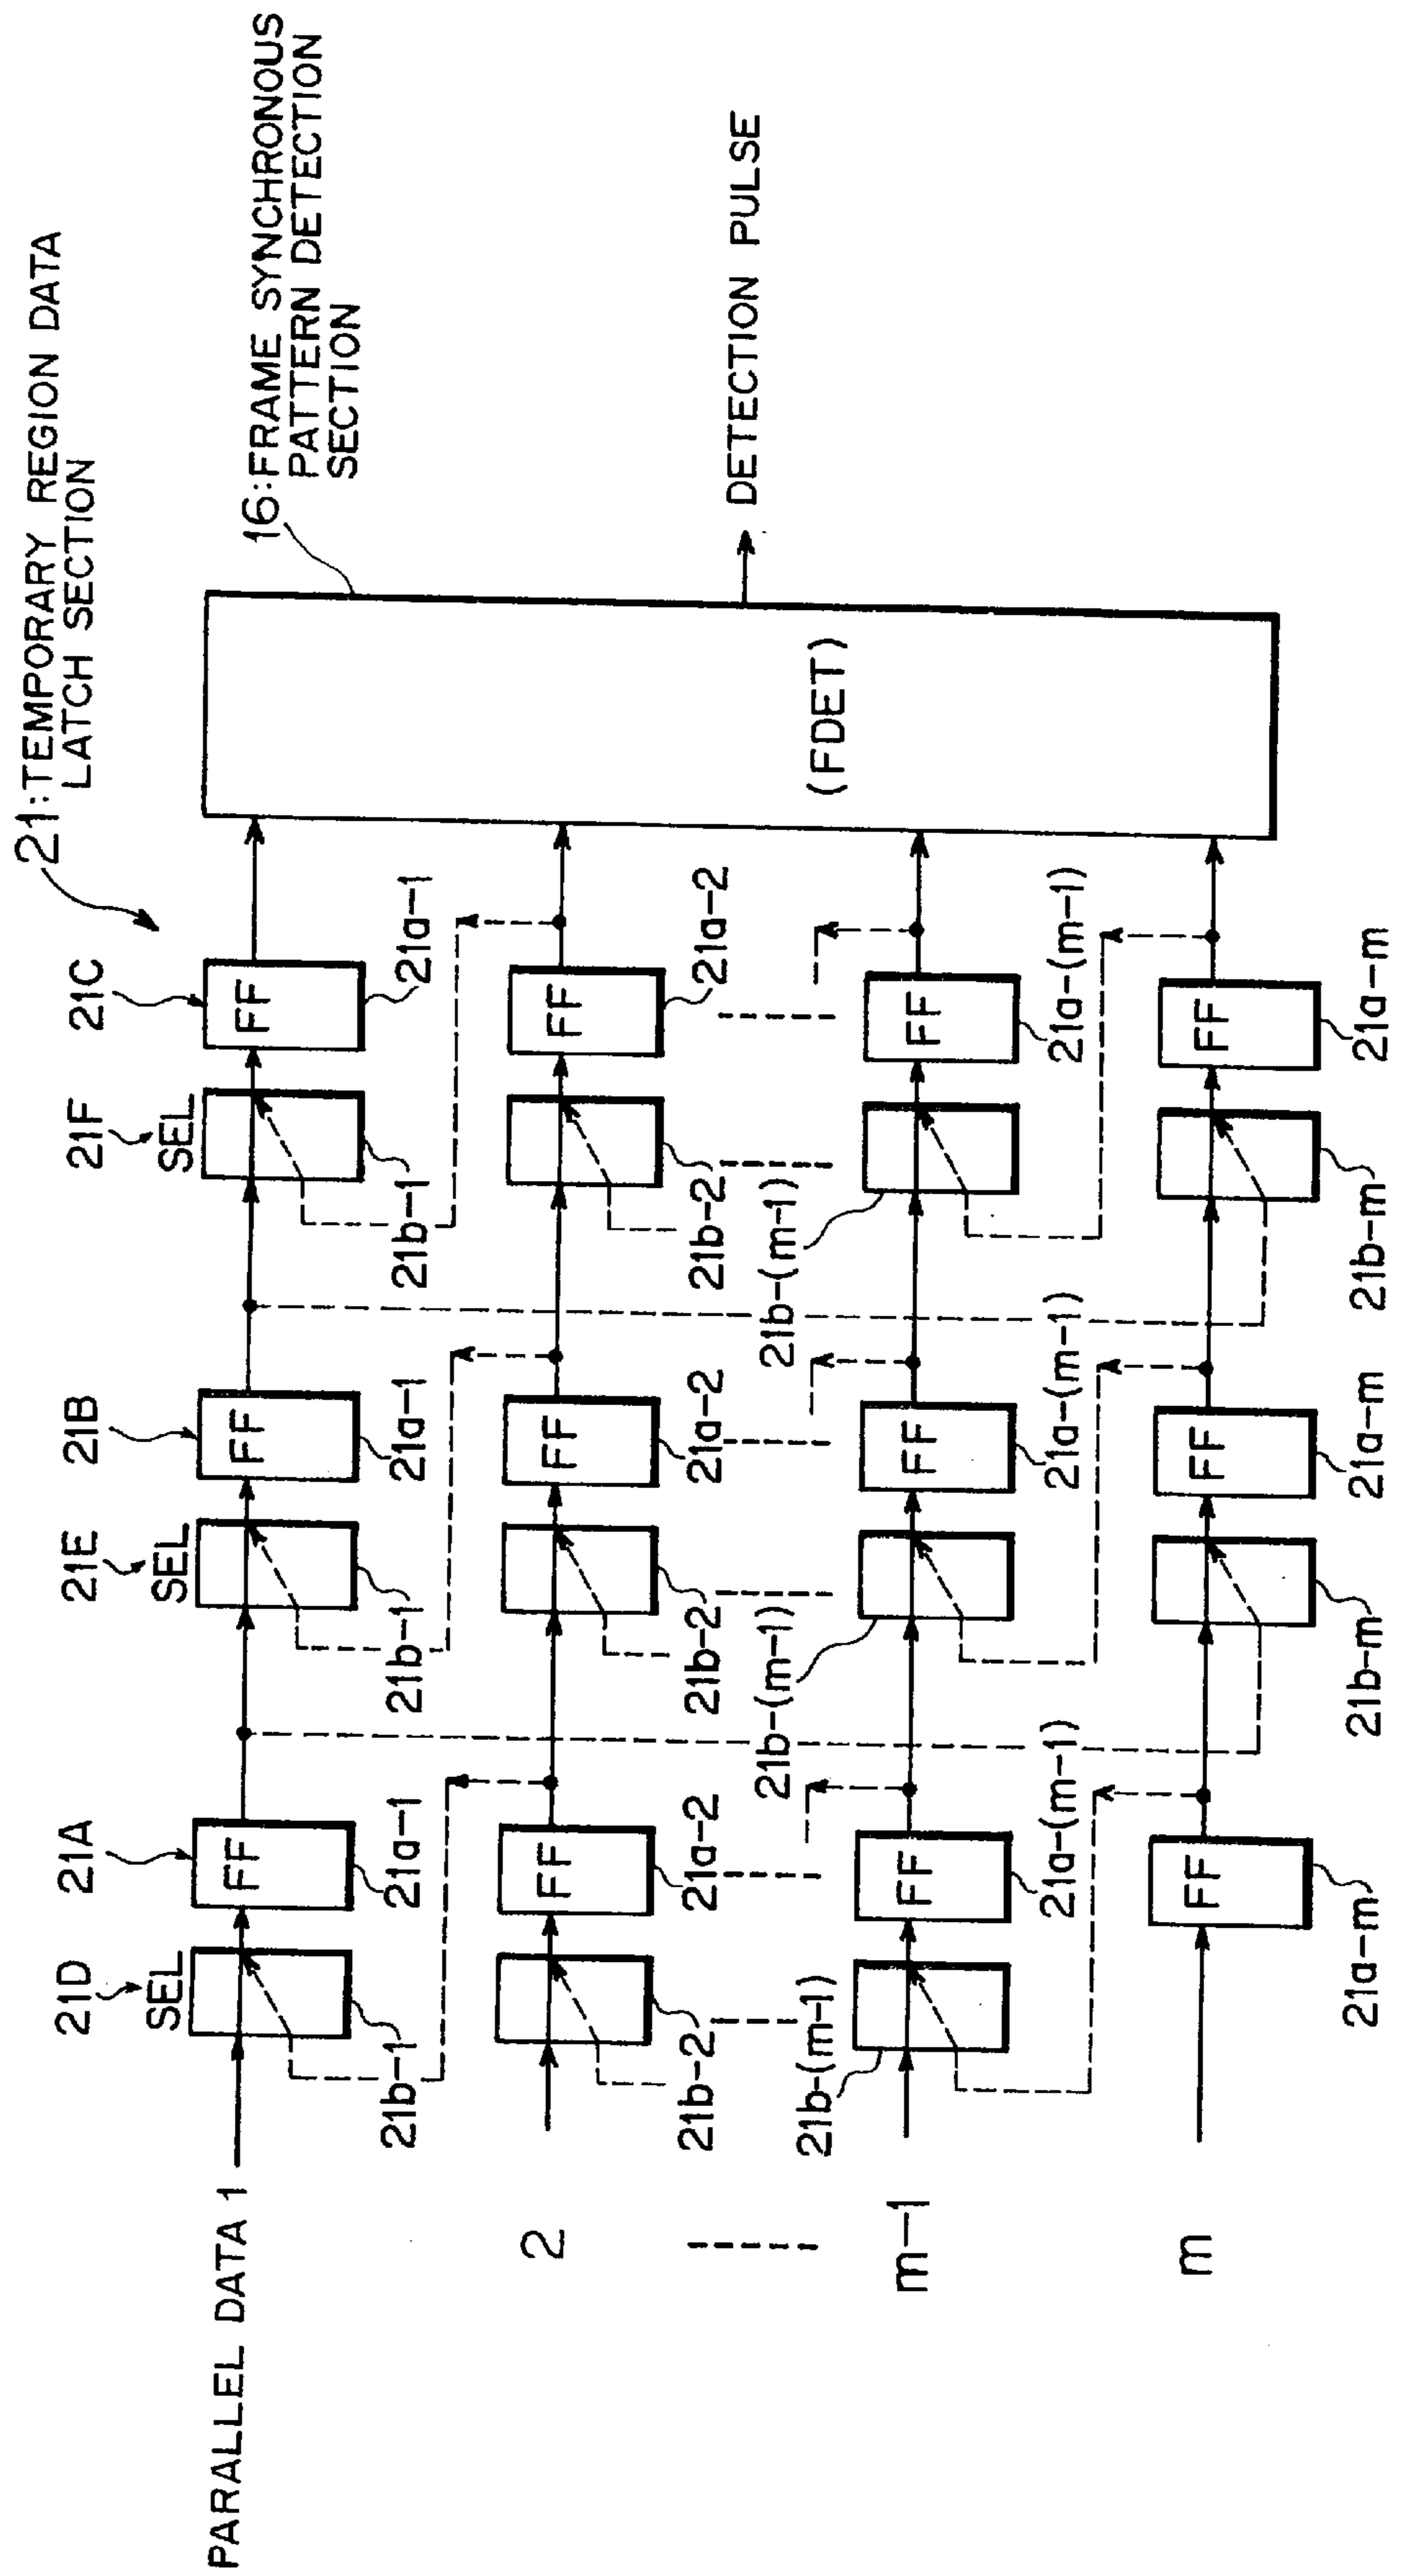 21:TEMPORARY REGION DATA
LATCH SECTION
16:FRAME SYNCHRONOUS
PATTERN DETECTION
SECTION
21D
SEL
21A
21E
SEL
21B
21F
SEL
21C
PARALLEL DATA 1
FF
FF
FF
21b-1
21a-1
21b-1
21a-1
21b-1
21a-1
2
FF
FF
FF
21b-2
21a-2
21b-2
21a-2
21b-2
21a-2
(FDET)
DETECTION PULSE
21b-(m-1)
21b-(m-1)
21b-(m-1)
m-1
FF
FF
FF
21a-(m-1)
21a-(m-1)
21a-(m-1)
m
FF
FF
FF
21a-m
21b-m
21a-m
21b-m
21a-m